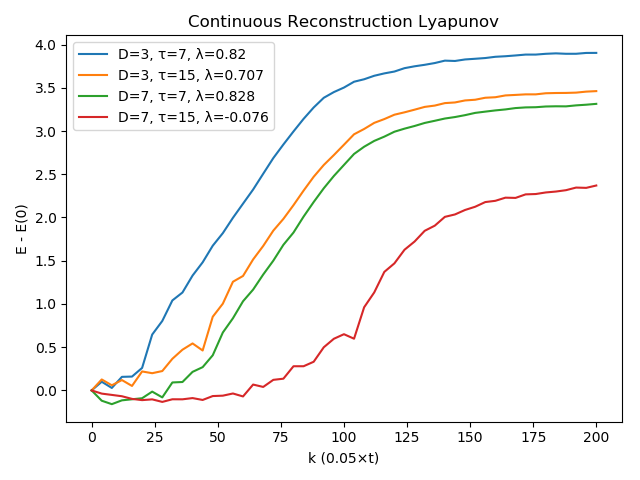 Continuous Reconstruction Lyapunov
D=3, τ=7, λ=0.82
D=3, τ=15, λ=0.707
D=7, τ=7, λ=0.828
D=7, τ=15, λ=-0.076
E - E(0)
4.0
3.5
3.0
2.5
2.0
1.5
1.0
0.5
0.0
0 25 50 75 100 125 150 175 200
k (0.05×t)